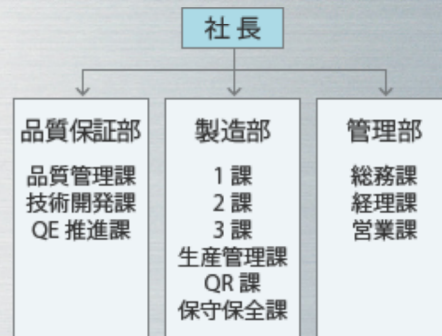 社長
品質保証部
品質管理課
技術開発課
QE 推進課
製造部
1 課
2 課
3 課
生産管理課
QR 課
保守保全課
管理部
総務課
経理課
営業課